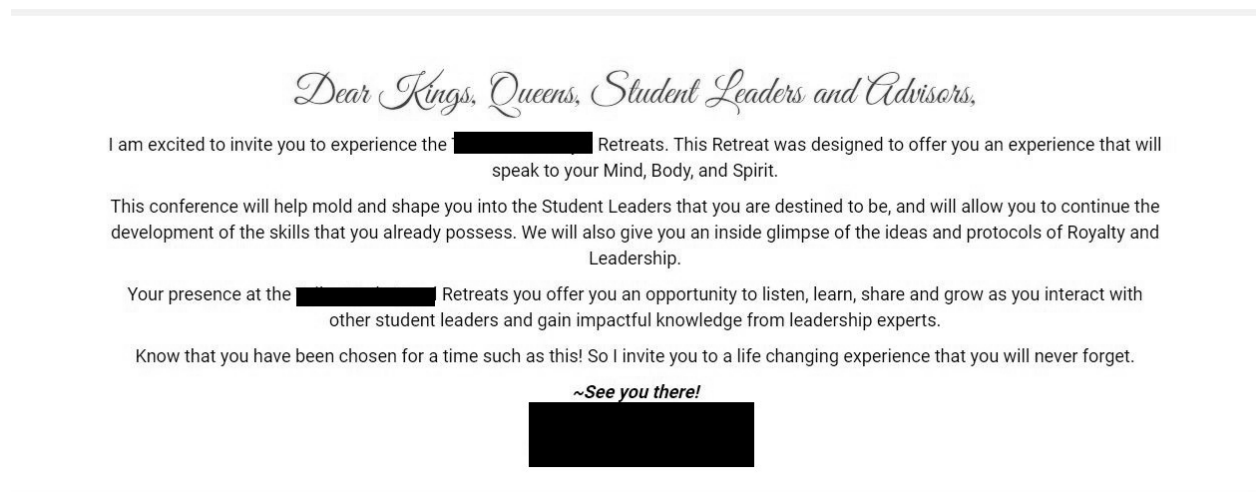 Dear Kings, Queens, Student Leaders and Advisors,
I am excited to invite you to experience the Retreats. This Retreat was designed to offer you an experience that will
speak to your Mind, Body, and Spirit.
This conference will help mold and shape you into the Student Leaders that you are destined to be, and will allow you to continue the
development of the skills that you already possess. We will also give you an inside glimpse of the ideas and protocols of Royalty and
Leadership.
Your presence at the Retreats you offer you an opportunity to listen, learn, share and grow as you interact with
other student leaders and gain impactful knowledge from leadership experts.
Know that you have been chosen for a time such as this! So I invite you to a life changing experience that you will never forget.
~See you there!